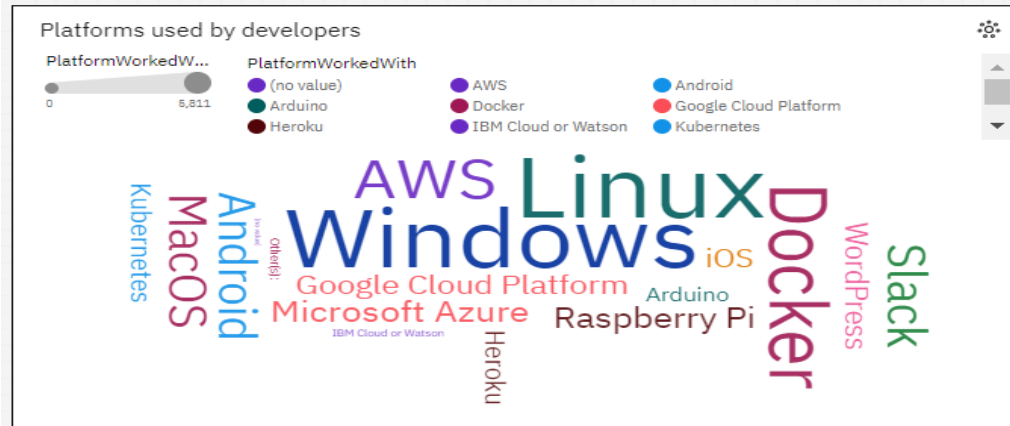 Platforms used by developers
PlatformWorkedW...
0 5,811
PlatformWorkedWith
(no value) AWS Android
Arduino Docker Google Cloud Platform
Heroku IBM Cloud or Watson Kubernetes
AWS
Linux
Kubernetes
MacOS
Android
(no value)
Other(s):
Windows
iOS
Docker
WordPress
Slack
Google Cloud Platform
Arduino
Microsoft Azure
Raspberry Pi
IBM Cloud or Watson
Heroku